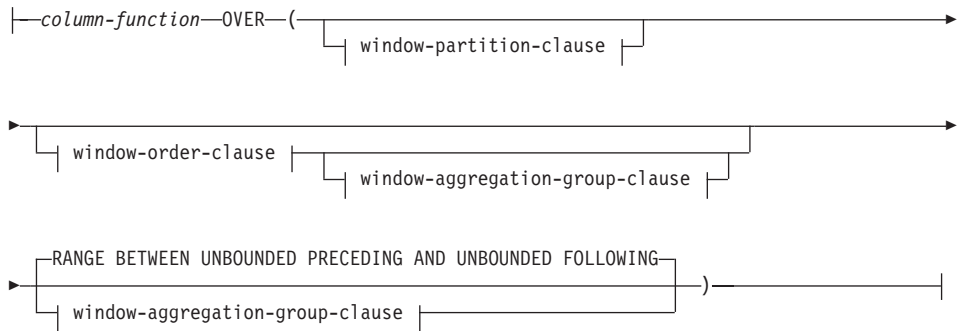 column-function OVER (
window-partition-clause
window-order-clause
window-aggregation-group-clause
RANGE BETWEEN UNBOUNDED PRECEDING AND UNBOUNDED FOLLOWING
)
window-aggregation-group-clause